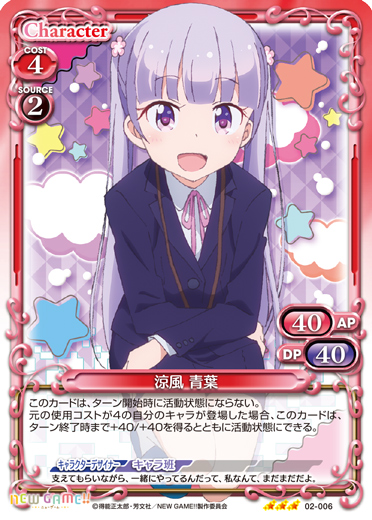 Character
COST
4
SOURCE
2
40 AP
DP 40
涼風 青葉
このカードは、ターン開始時に活動状態にならない。
元の使用コストが4の自分のキャラが登場した場合、このカードは、
ターン終了時まで+40/+40を得るとともに活動状態にできる。
キャラクターデザイナー キャラ班
支えてもらいながら、一緒にやってるんだって、私なんて、まだまだだよ。
NEW GAME!!
©得能正太郎・芳文社／NEW GAME!!製作委員会
02-006